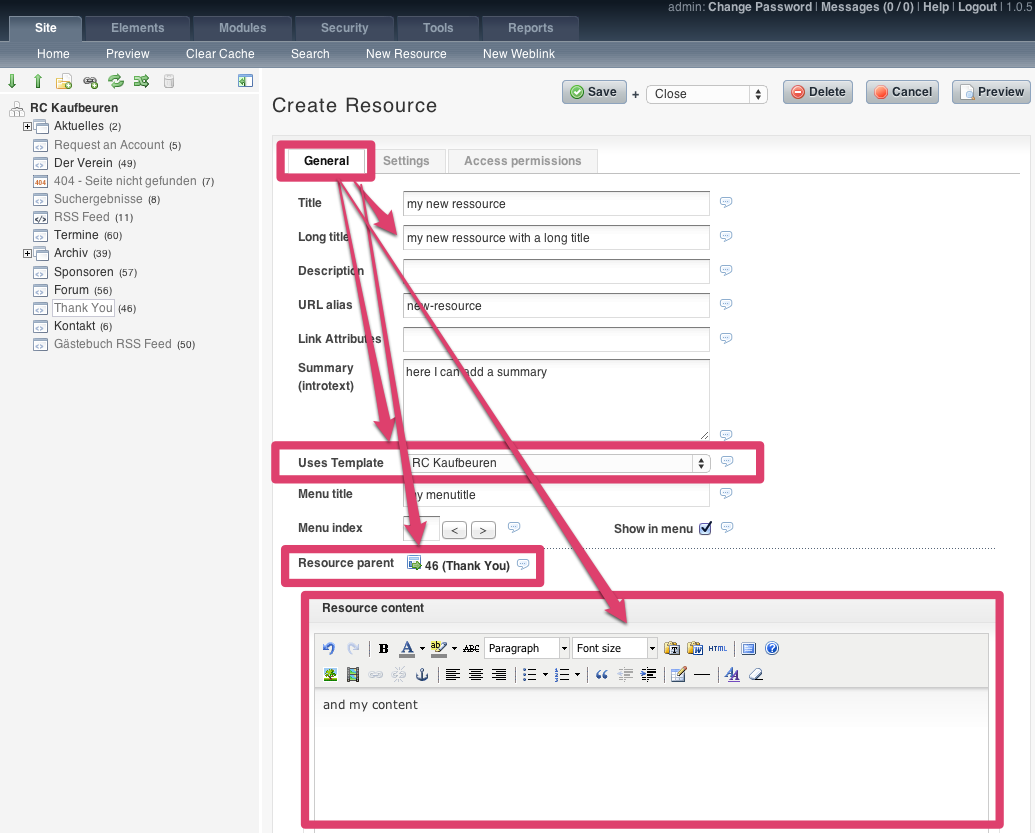 admin: Change Password | Messages (0 / 0) | Help | Logout | 1.0.5
Site Elements Modules Security Tools Reports
Home Preview Clear Cache Search New Resource New Weblink
RC Kaufbeuren
Aktuelles (2)
Request an Account (5)
Der Verein (49)
404 404 - Seite nicht gefunden (7)
Suchergebnisse (8)
RSS Feed (11)
Termine (60)
Archiv (39)
Sponsoren (57)
Forum (56)
Thank You (46)
Kontakt (6)
Gästebuch RSS Feed (50)
Create Resource
Save + Close Delete Cancel Preview
General Settings Access permissions
Title my new ressource
Long title my new ressource with a long title
Description
URL alias new-resource
Link Attributes
Summary
(introtext)
here I can add a summary
Uses Template RC Kaufbeuren
Menu title my menutitle
Menu index < > Show in menu
Resource parent 46 (Thank You)
Resource content
B A ab ABC Paragraph Font size T W HTML ?
and my content